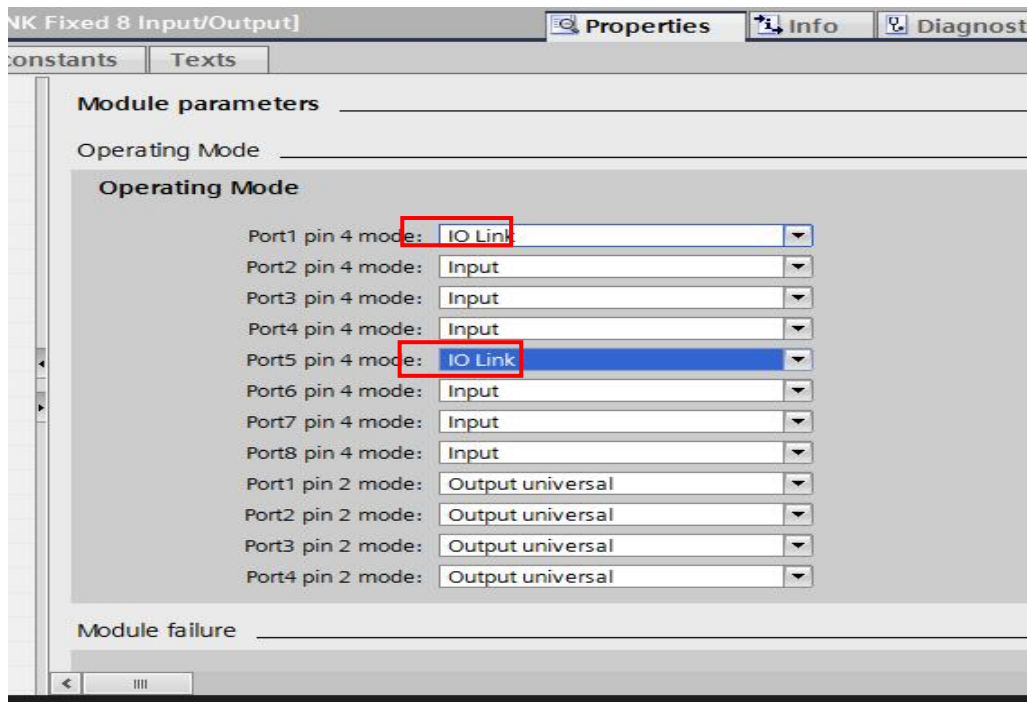 NK Fixed 8 Input/Output]
Properties
Info
Diagnost
constants
Texts
Module parameters
Operating Mode
Operating Mode
Port1 pin 4 mode: IO Link
Port2 pin 4 mode: Input
Port3 pin 4 mode: Input
Port4 pin 4 mode: Input
Port5 pin 4 mode: IO Link
Port6 pin 4 mode: Input
Port7 pin 4 mode: Input
Port8 pin 4 mode: Input
Port1 pin 2 mode: Output universal
Port2 pin 2 mode: Output universal
Port3 pin 2 mode: Output universal
Port4 pin 2 mode: Output universal
Module failure